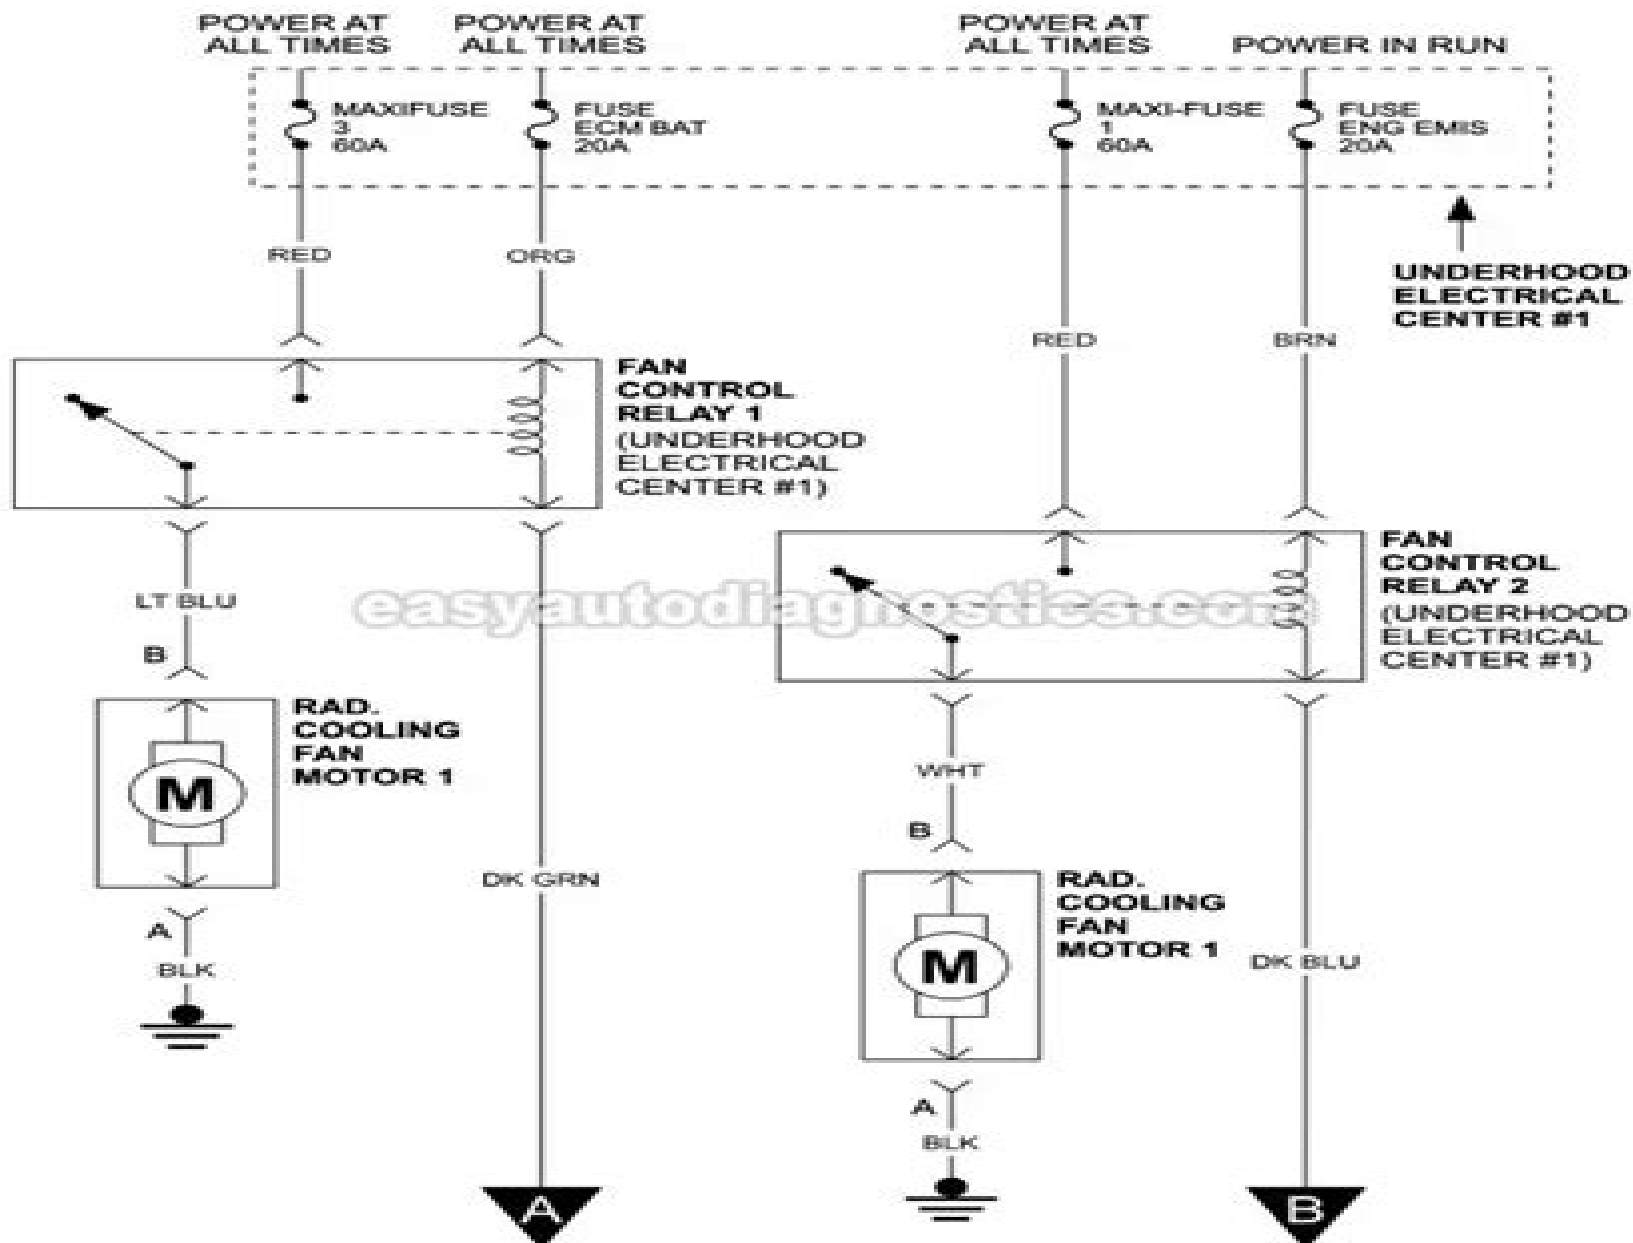 POWER AT
ALL TIMES
POWER AT
ALL TIMES
POWER AT
ALL TIMES
POWER IN RUN
MAXIFUSE
3
60A
FUSE
ECM BAT
20A
MAXI-FUSE
1
60A
FUSE
ENG EMIS
20A
RED
ORG
UNDERHOOD
ELECTRICAL
CENTER #1
RED
BRN
FAN
CONTROL
RELAY 1
(UNDERHOOD
ELECTRICAL
CENTER #1)
FAN
CONTROL
RELAY 2
(UNDERHOOD
ELECTRICAL
CENTER #1)
LT BLU
easyautodiagnostics.com
B
RAD.
COOLING
FAN
MOTOR 1
M
WHT
B
DK GRN
RAD.
COOLING
FAN
MOTOR 1
M
A
BLK
DK BLU
A
BLK
A
B